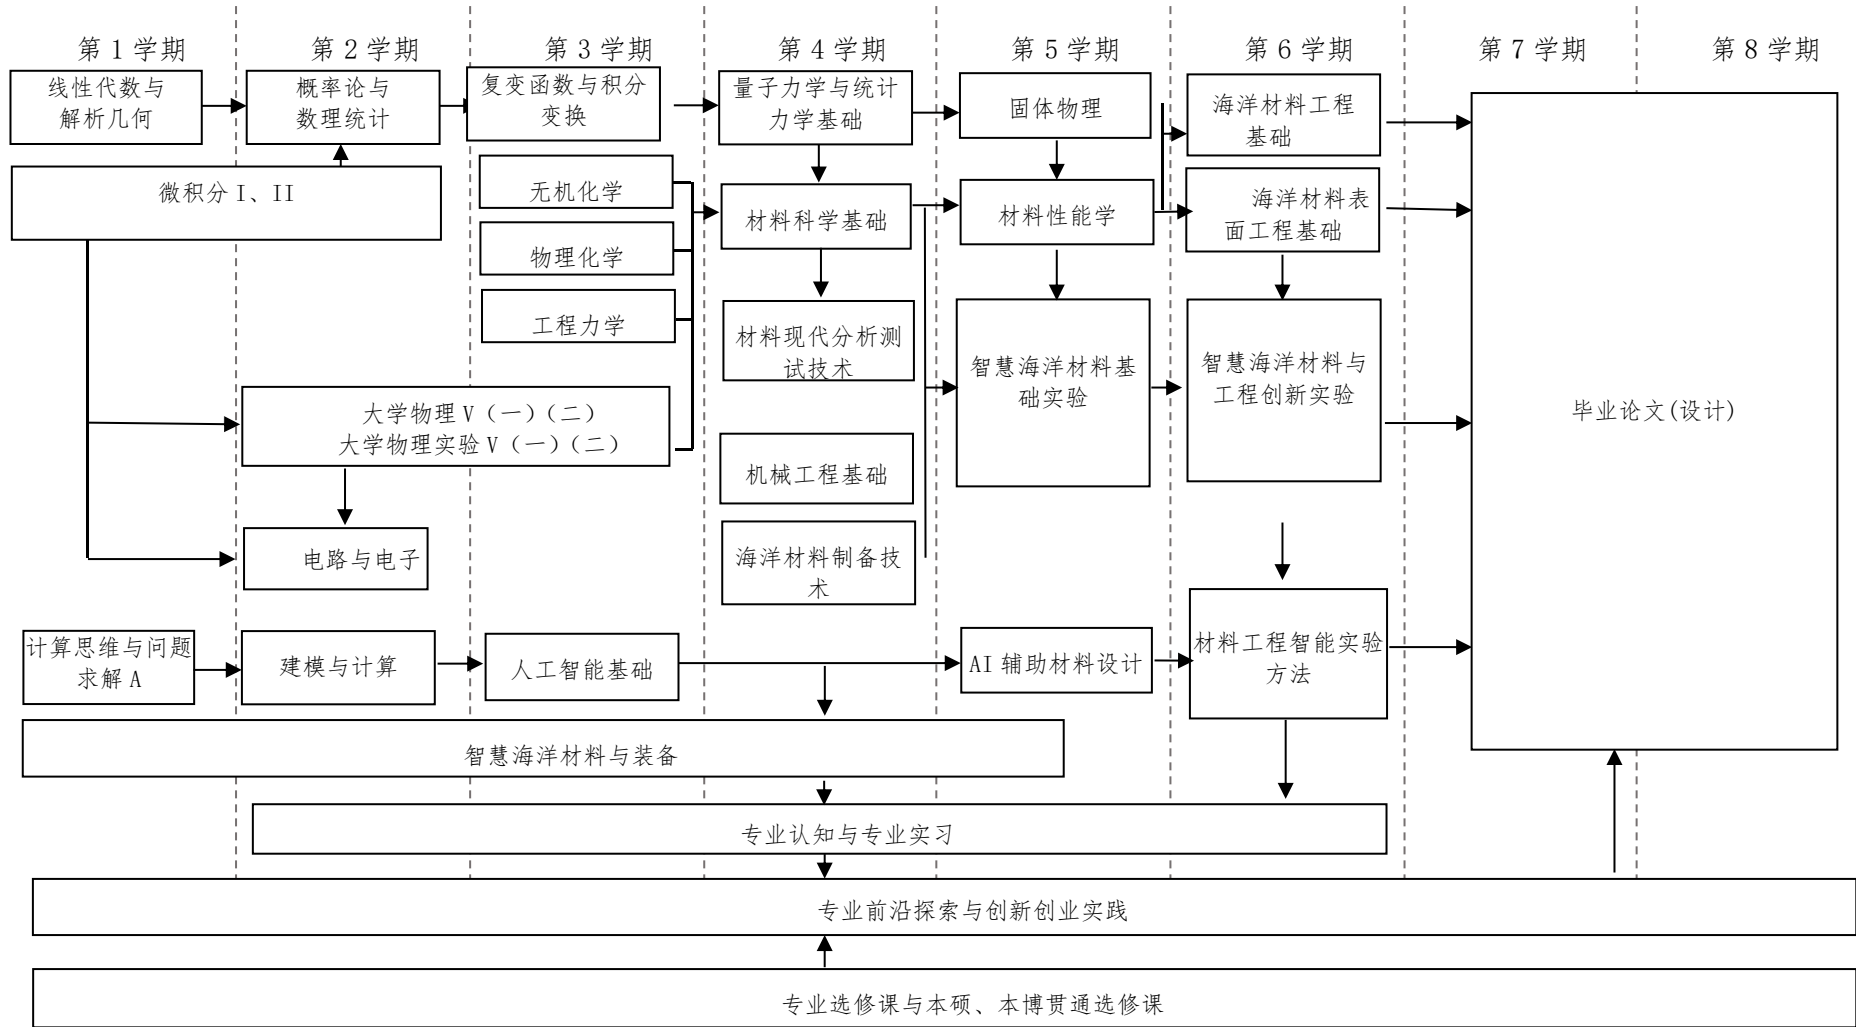 第 1 学期
第 2 学期
第 3 学期
第 4 学期
第 5 学期
第 6 学期
第 7 学期
第 8 学期
线性代数与
解析几何
概率论与
数理统计
复变函数与积分
变换
量子力学与统计
力学基础
固体物理
海洋材料工程
基础
微积分 I、II
无机化学
材料科学基础
材料性能学
海洋材料表
面工程基础
物理化学
工程力学
材料现代分析测
试技术
智慧海洋材料基
础实验
智慧海洋材料与
工程创新实验
毕业论文(设计)
大学物理 V（一）(二）
大学物理实验 V（一）(二）
机械工程基础
电路与电子
海洋材料制备技
术
计算思维与问题
求解 A
建模与计算
人工智能基础
AI 辅助材料设计
材料工程智能实验
方法
智慧海洋材料与装备
专业认知与专业实习
专业前沿探索与创新创业实践
专业选修课与本硕、本博贯通选修课